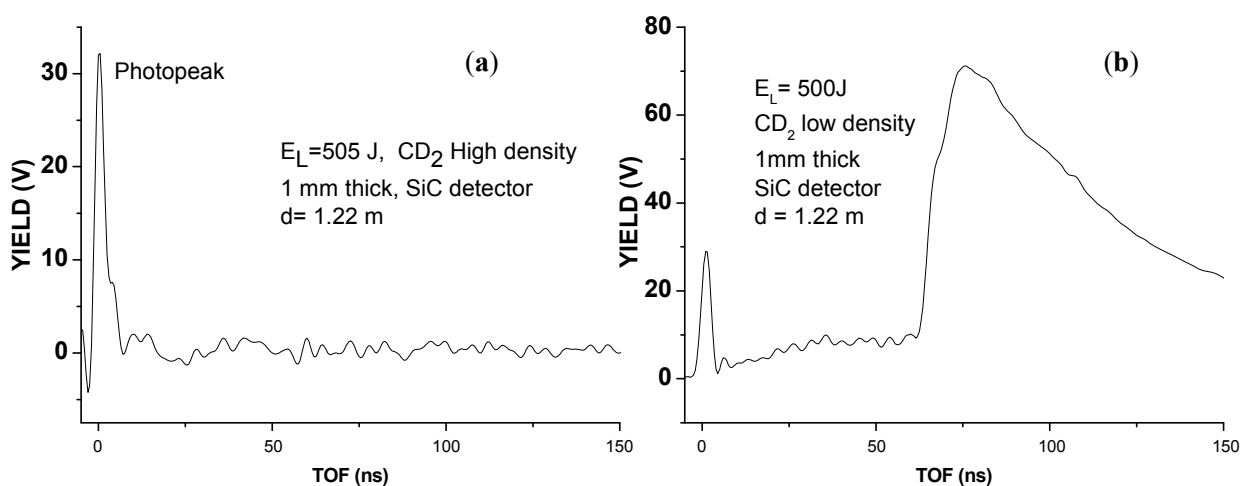 (a)
Photopeak
E_L=505 J, CD_2 High density
1 mm thick, SiC detector
d= 1.22 m
YIELD (V)
30
20
10
0
0
50
100
150
TOF (ns)
(b)
E_L= 500J
CD_2 low density
1mm thick
SiC detector
d = 1.22 m
YIELD (V)
80
60
40
20
0
0
50
100
150
TOF (ns)